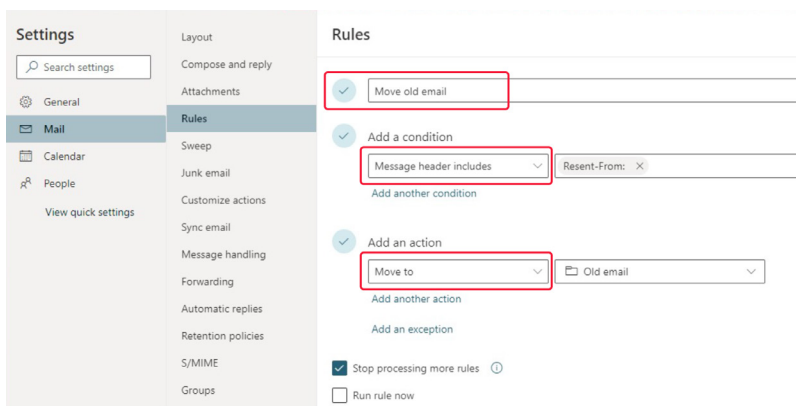 Settings
Search settings
General
Mail
Calendar
People
View quick settings
Layout
Compose and reply
Attachments
Rules
Sweep
Junk email
Customize actions
Sync email
Message handling
Forwarding
Automatic replies
Retention policies
S/MIME
Groups
Rules
Move old email
Add a condition
Message header includes Resent-From:
Add another condition
Add an action
Move to Old email
Add another action
Add an exception
Stop processing more rules
Run rule now